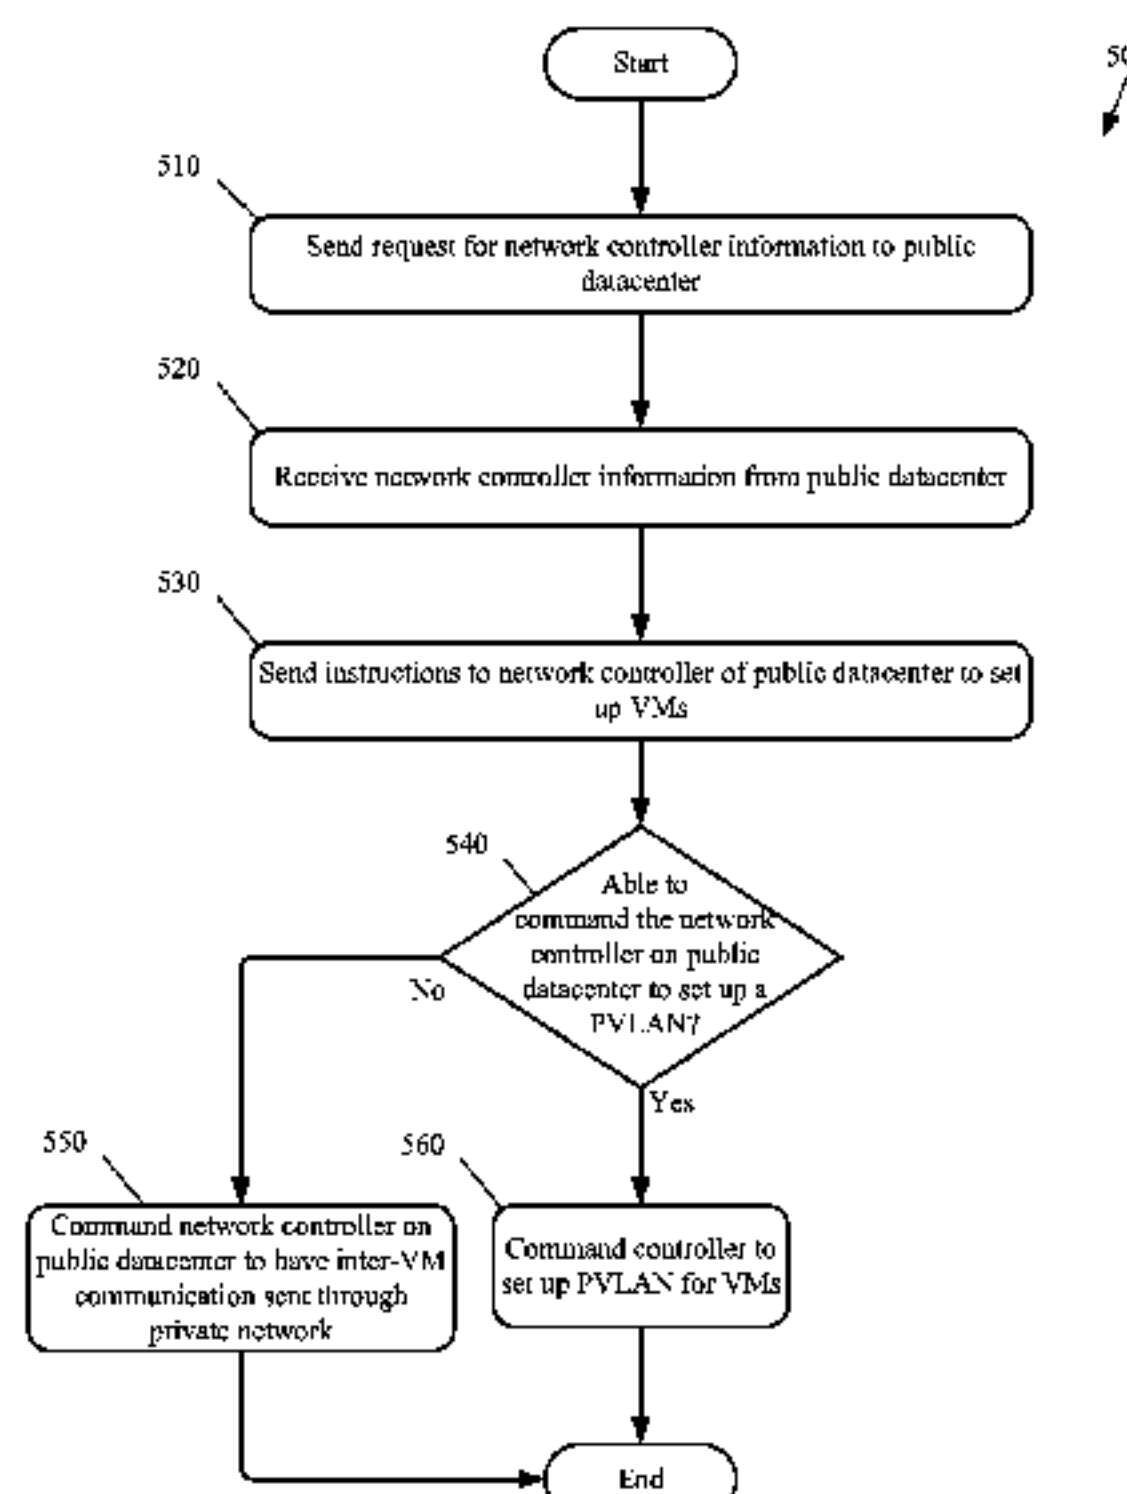 Start
510
Send request for network controller information to public
datacenter
520
Receive network controller information from public datacenter
530
Send instructions to network controller of public datacenter to set
up VMs
540
Able to
command the network
controller on public
datacenter to set up a
PVLAN?
No
Yes
550
Command network controller on
public datacenter to have inter-VM
communication sent through
private network
560
Command controller to
set up PVLAN for VMs
End